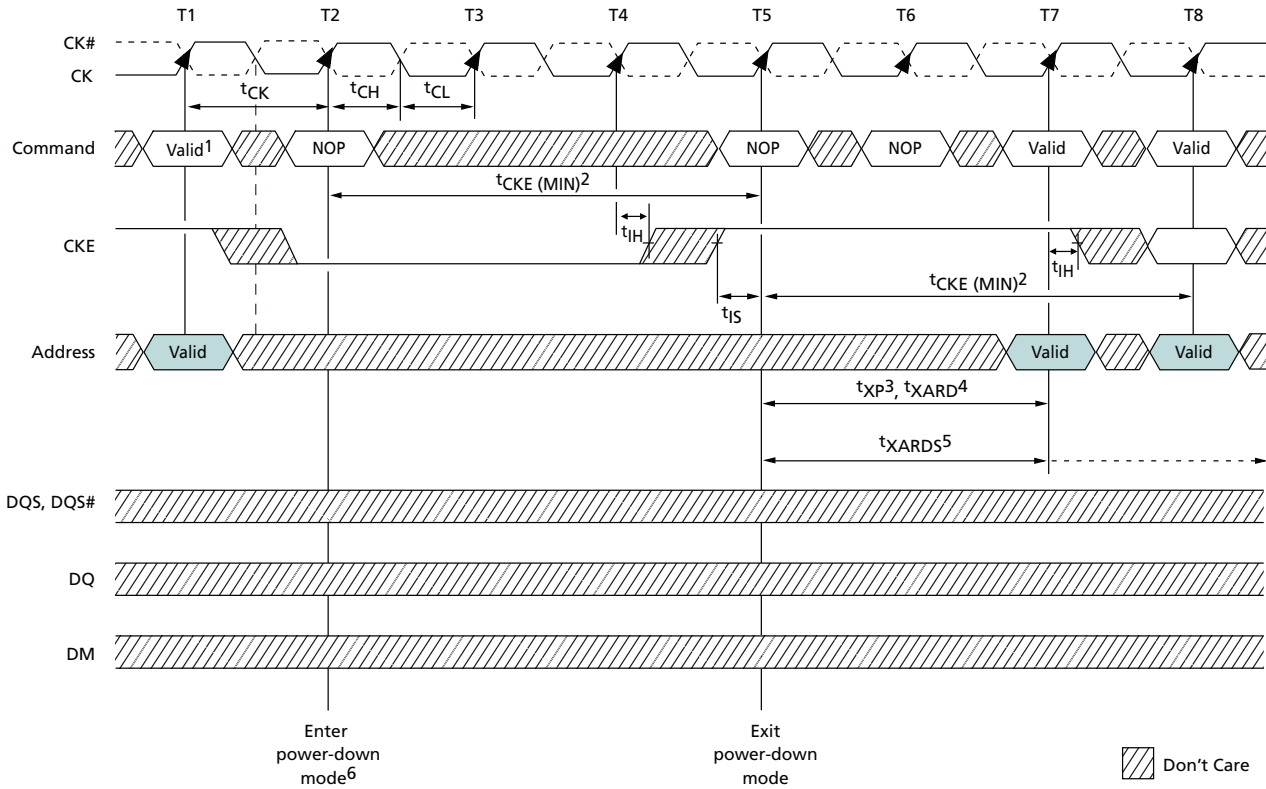 T1 T2 T3 T4 T5 T6 T7 T8
CK#
CK
tCK tCH tCL
Command Valid1 NOP NOP NOP Valid Valid
tCKE (MIN)2
CKE tIH tIH
tCKE (MIN)2
tIS
Address Valid Valid Valid
tXP3, tXARD4
tXARDS5
DQS, DQS#
DQ
DM
Enter
power-down
mode6
Exit
power-down
mode
Don't Care